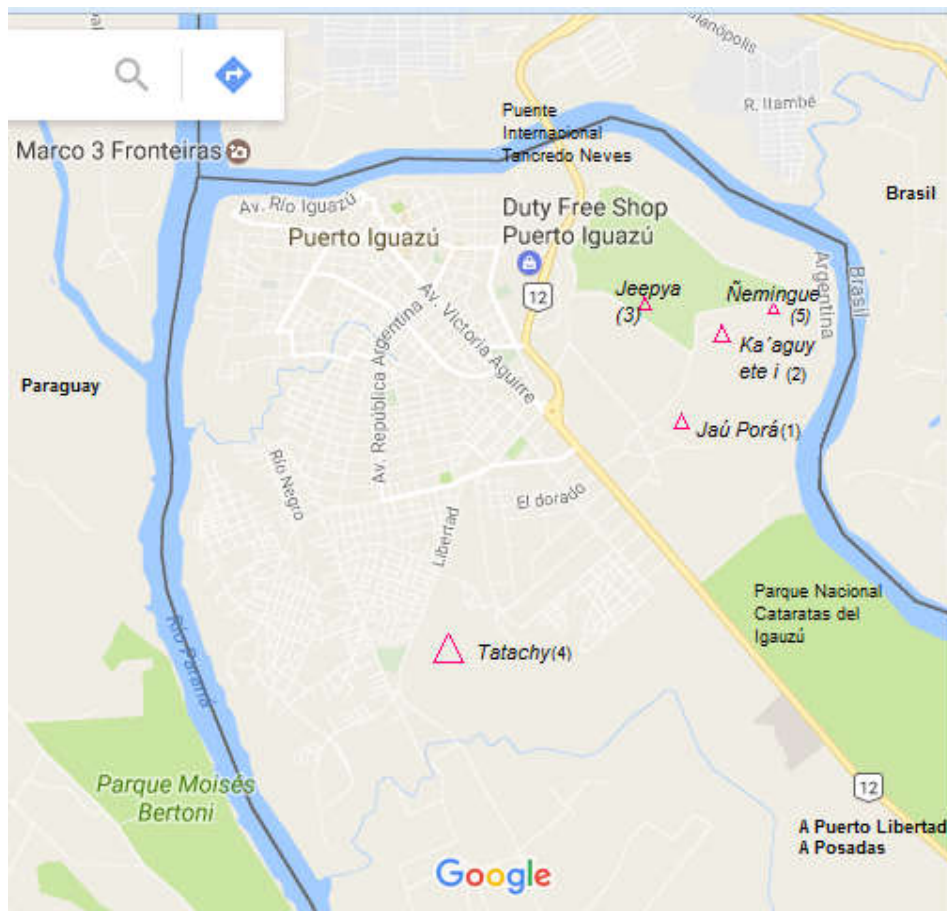 R. Itambé
Puente
Internacional
Tancredo Neves
Marco 3 Fronteiras
Brasil
Av. Río Iguazú
Duty Free Shop
Puerto Iguazú
Puerto Iguazú
Argentina
Brasil
12
Jeepya
(3)
Ñemingue
(5)
Av. Victoria Aguirre
Ka´aguy
ete i (2)
Av. República Argentina
Paraguay
Jaú Porá(1)
Río Negro
El dorado
Libertad
Parque Nacional
Cataratas del
Igauzú
Río Paraná
Tatachy(4)
Parque Moisés
Bertoni
12
A Puerto Libertad
A Posadas
Google